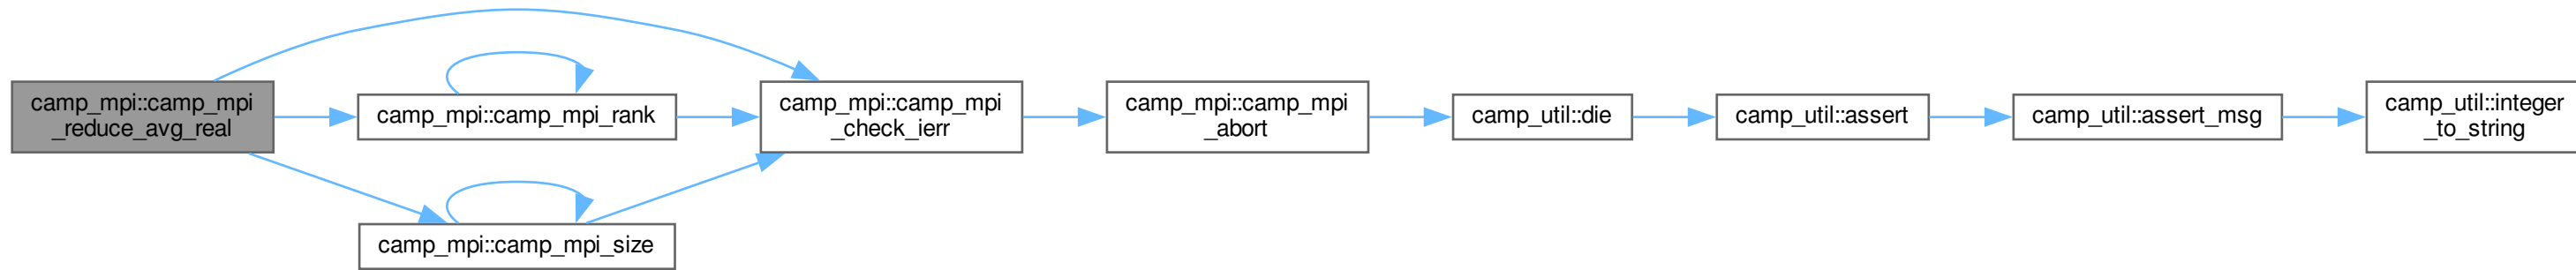 camp_mpi::camp_mpi
_reduce_avg_real
camp_mpi::camp_mpi_rank
camp_mpi::camp_mpi_size
camp_mpi::camp_mpi
_check_ierr
camp_mpi::camp_mpi
_abort
camp_util::die
camp_util::assert
camp_util::assert_msg
camp_util::integer
_to_string